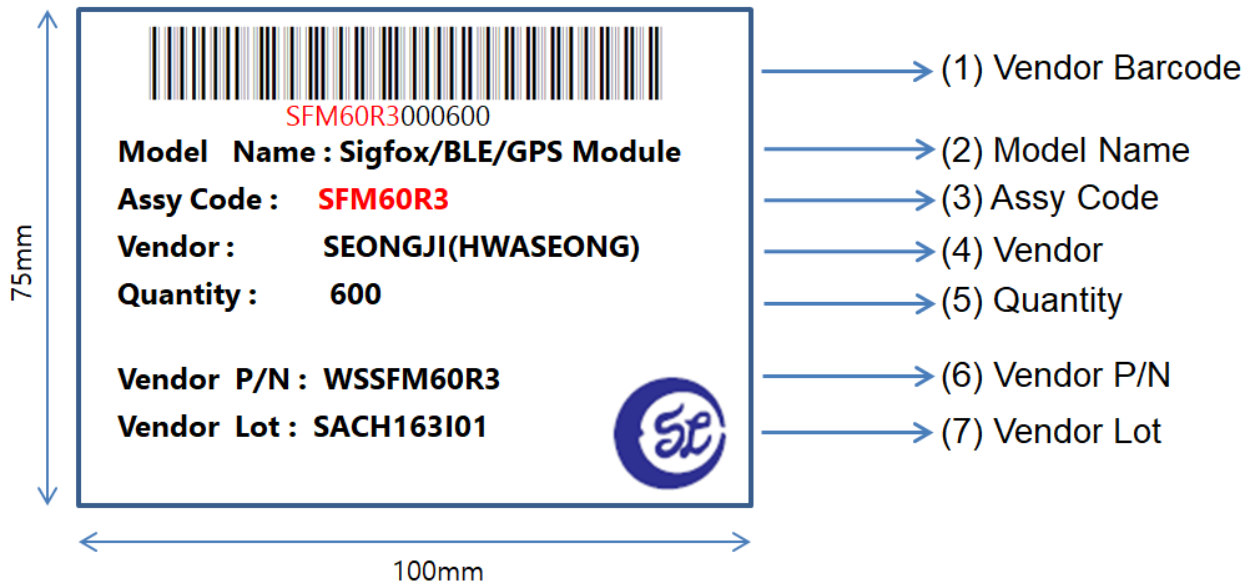 SFM60R3000600
Model Name : Sigfox/BLE/GPS Module
Assy Code : SFM60R3
Vendor : SEONGJI(HWASEONG)
Quantity : 600
Vendor P/N : WSSFM60R3
Vendor Lot : SACH163I01
SL
75mm
100mm
(1) Vendor Barcode
(2) Model Name
(3) Assy Code
(4) Vendor
(5) Quantity
(6) Vendor P/N
(7) Vendor Lot